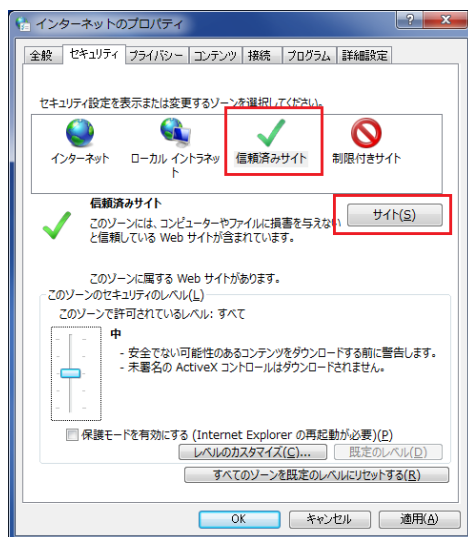 インターネットのプロパティ
全般 セキュリティ プライバシー コンテンツ 接続 プログラム 詳細設定
セキュリティ設定を表示または変更するゾーンを選択してください。
インターネット ローカル イントラネット 信頼済みサイト 制限付きサイト
信頼済みサイト
サイト(S)
このゾーンには、コンピューターやファイルに損害を与えない
と信頼している Web サイトが含まれています。
このゾーンに属する Web サイトがあります。
このゾーンのセキュリティのレベル(L)
このゾーンで許可されているレベル: すべて
中
- 安全でない可能性のあるコンテンツをダウンロードする前に警告します。
- 未署名の ActiveX コントロールはダウンロードされません。
保護モードを有効にする (Internet Explorer の再起動が必要)(P)
レベルのカスタマイズ(C)... 既定のレベル(D)
すべてのゾーンを既定のレベルにリセットする(R)
OK キャンセル 適用(A)